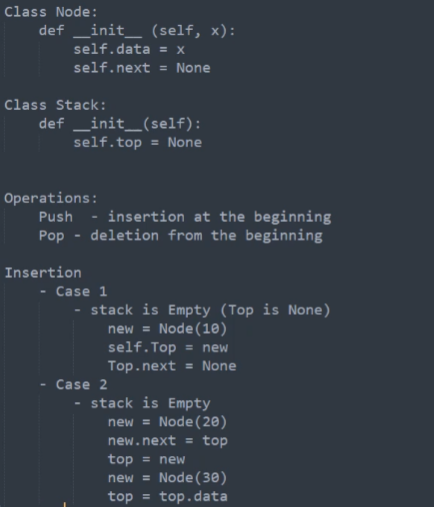 Class Node:
def __init__ (self, x):
self.data = x
self.next = None
Class Stack:
def __init__(self):
self.top = None
Operations:
Push - insertion at the beginning
Pop - deletion from the beginning
Insertion
- Case 1
- stack is Empty (Top is None)
new = Node(10)
self.Top = new
Top.next = None
- Case 2
- stack is Empty
new = Node(20)
new.next = top
top = new
new = Node(30)
top = top.data